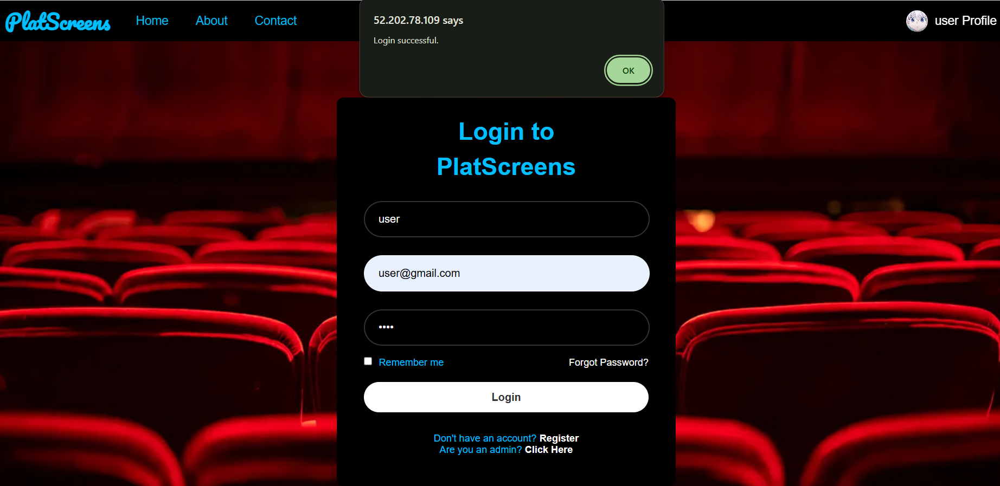 PlatScreens
Home
About
Contact
52.202.78.109 says
Login successful.
OK
user Profile
Login to
PlatScreens
user
user@gmail.com
••••
Remember me
Forgot Password?
Login
Don't have an account? Register
Are you an admin? Click Here